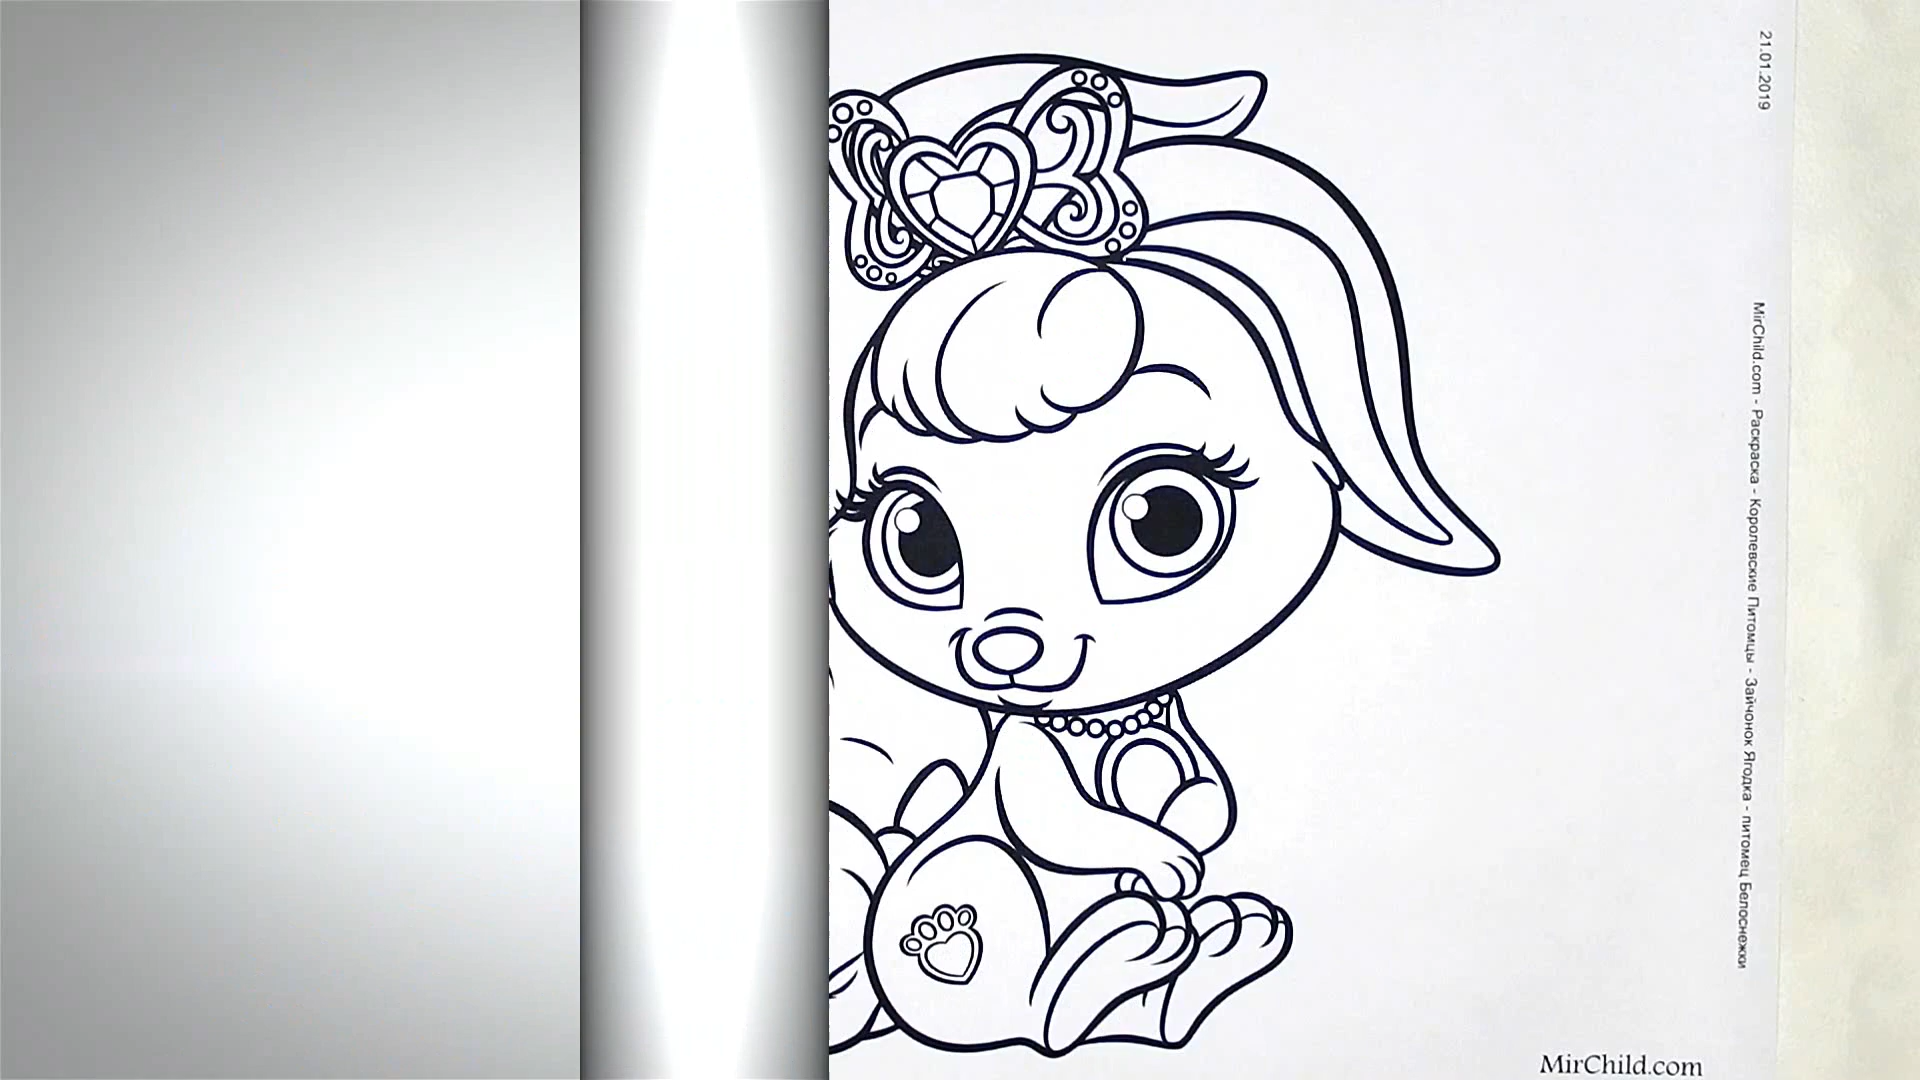 21.01.2019
MirChild.com - Раскраска - Королевские Питомцы - Зайчонок Ягодка - питомец Белоснежки
MirChild.com